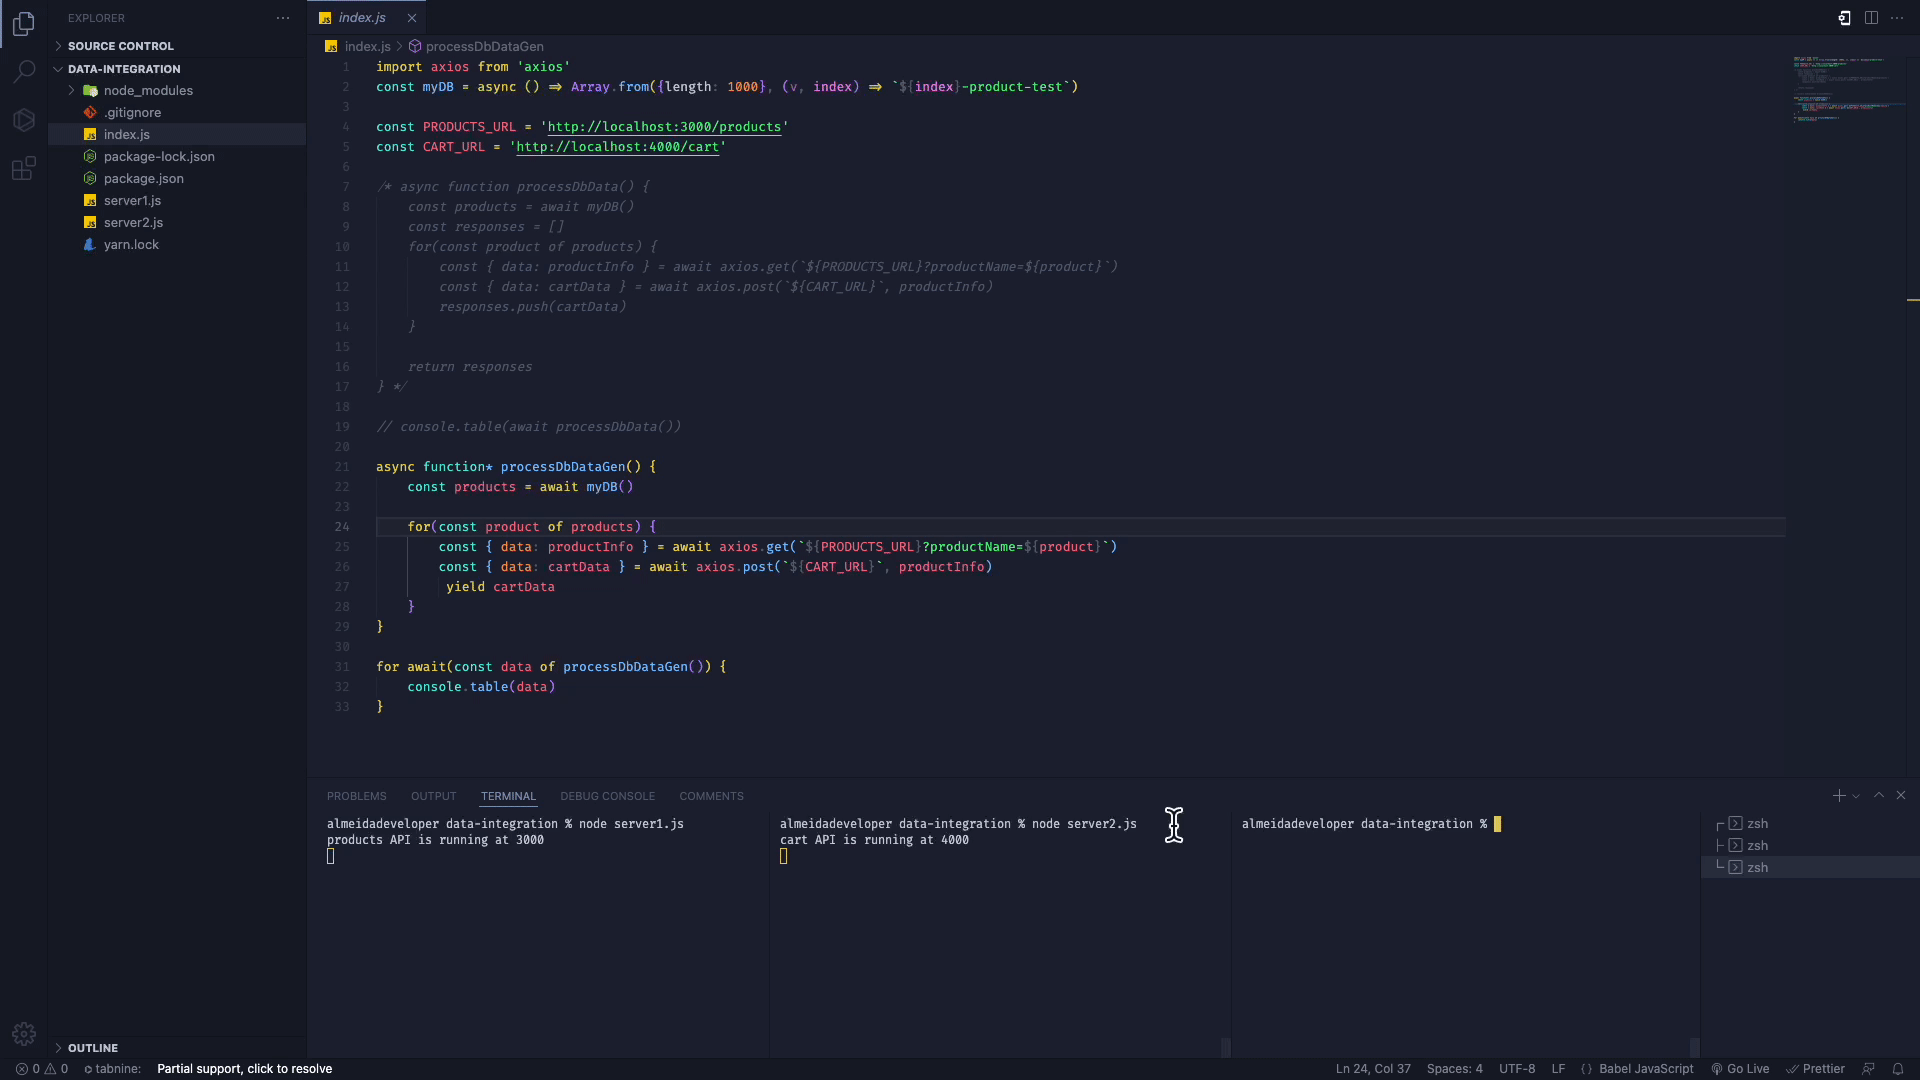 EXPLORER
SOURCE CONTROL
DATA-INTEGRATION
node_modules
.gitignore
index.js
package-lock.json
package.json
server1.js
server2.js
yarn.lock
OUTLINE
index.js
index.js > processDbDataGen
1 import axios from 'axios'
2 const myDB = async () => Array.from({length: 1000}, (v, index) => `${index}-product-test`)
3
4 const PRODUCTS_URL = 'http://localhost:3000/products'
5 const CART_URL = 'http://localhost:4000/cart'
6
7 /* async function processDbData() {
8 const products = await myDB()
9 const responses = []
10 for(const product of products) {
11 const { data: productInfo } = await axios.get(`${PRODUCTS_URL}?productName=${product}`)
12 const { data: cartData } = await axios.post(`${CART_URL}`, productInfo)
13 responses.push(cartData)
14 }
15
16 return responses
17 } */
18
19 // console.table(await processDbData())
20
21 async function* processDbDataGen() {
22 const products = await myDB()
23
24 for(const product of products) {
25 const { data: productInfo } = await axios.get(`${PRODUCTS_URL}?productName=${product}`)
26 const { data: cartData } = await axios.post(`${CART_URL}`, productInfo)
27 yield cartData
28 }
29 }
30
31 for await(const data of processDbDataGen()) {
32 console.table(data)
33 }
PROBLEMS OUTPUT TERMINAL DEBUG CONSOLE COMMENTS
almeidadeveloper data-integration % node server1.js
products API is running at 3000
almeidadeveloper data-integration % node server2.js
cart API is running at 4000
almeidadeveloper data-integration %
zsh
zsh
zsh
0 0 tabnine: Partial support, click to resolve
Ln 24, Col 37 Spaces: 4 UTF-8 LF {} Babel JavaScript Go Live Prettier